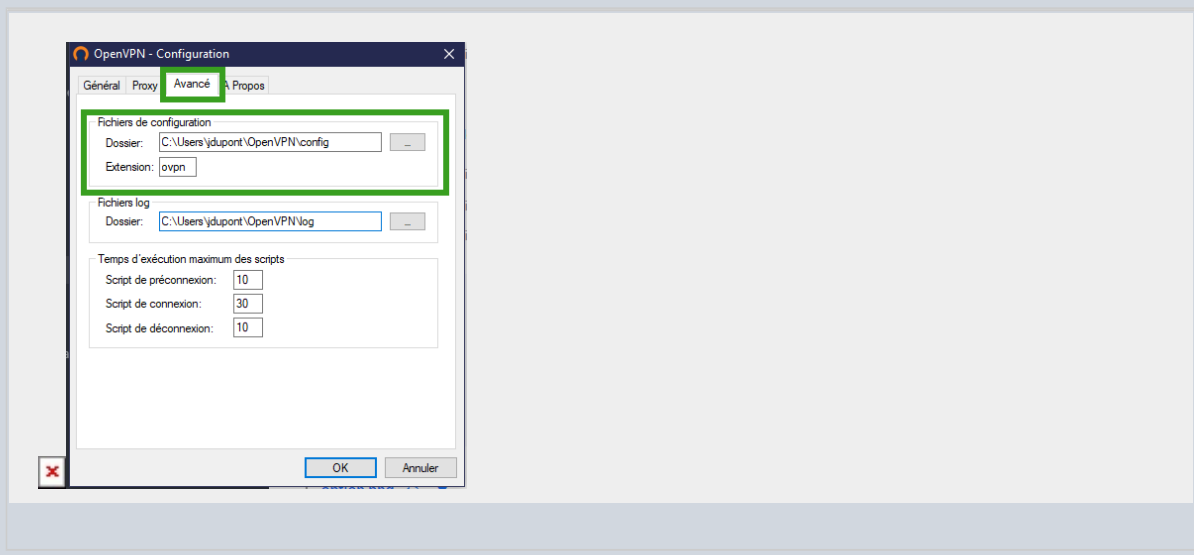 OpenVPN - Configuration
Général Proxy Avancé A Propos
Fichiers de configuration
Dossier: C:\Users\jdupont\OpenVPN\config ...
Extension: ovpn
Fichiers log
Dossier: C:\Users\jdupont\OpenVPN\log ...
Temps d'exécution maximum des scripts
Script de préconnexion: 10
Script de connexion: 30
Script de déconnexion: 10
OK Annuler